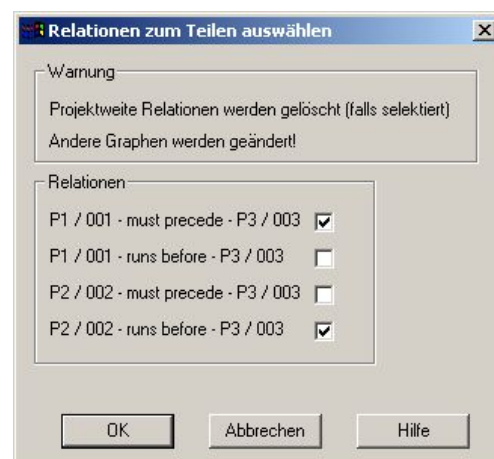 Relationen zum Teilen auswählen
Warnung
Projektweite Relationen werden gelöscht (falls selektiert)
Andere Graphen werden geändert!
Relationen
P1 / 001 - must precede - P3 / 003
P1 / 001 - runs before - P3 / 003
P2 / 002 - must precede - P3 / 003
P2 / 002 - runs before - P3 / 003
OK Abbrechen Hilfe